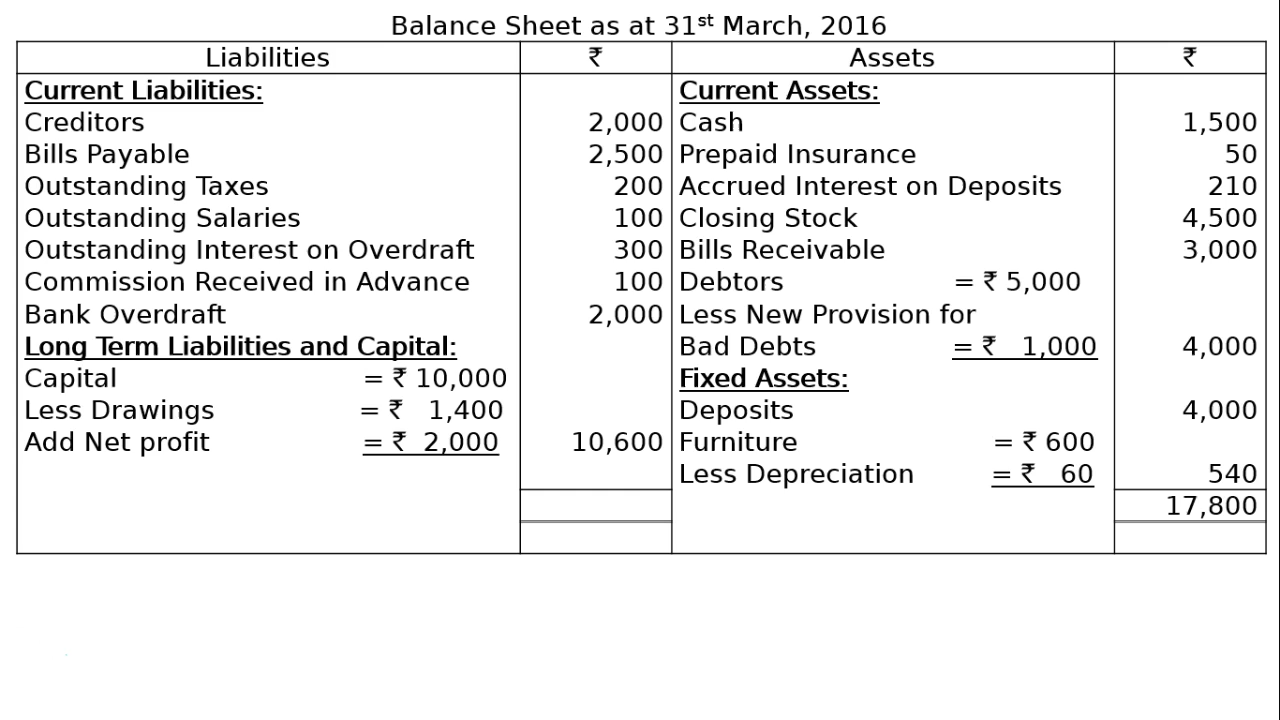 Balance Sheet as at 31st March, 2016
Liabilities ₹ Assets ₹
Current Liabilities: Current Assets:
Creditors 2,000 Cash 1,500
Bills Payable 2,500 Prepaid Insurance 50
Outstanding Taxes 200 Accrued Interest on Deposits 210
Outstanding Salaries 100 Closing Stock 4,500
Outstanding Interest on Overdraft 300 Bills Receivable 3,000
Commission Received in Advance 100 Debtors = ₹ 5,000
Bank Overdraft 2,000 Less New Provision for
Long Term Liabilities and Capital: Bad Debts = ₹ 1,000 4,000
Capital = ₹ 10,000 Fixed Assets:
Less Drawings = ₹ 1,400 Deposits 4,000
Add Net profit = ₹ 2,000 10,600 Furniture = ₹ 600
Less Depreciation = ₹ 60 540
17,800